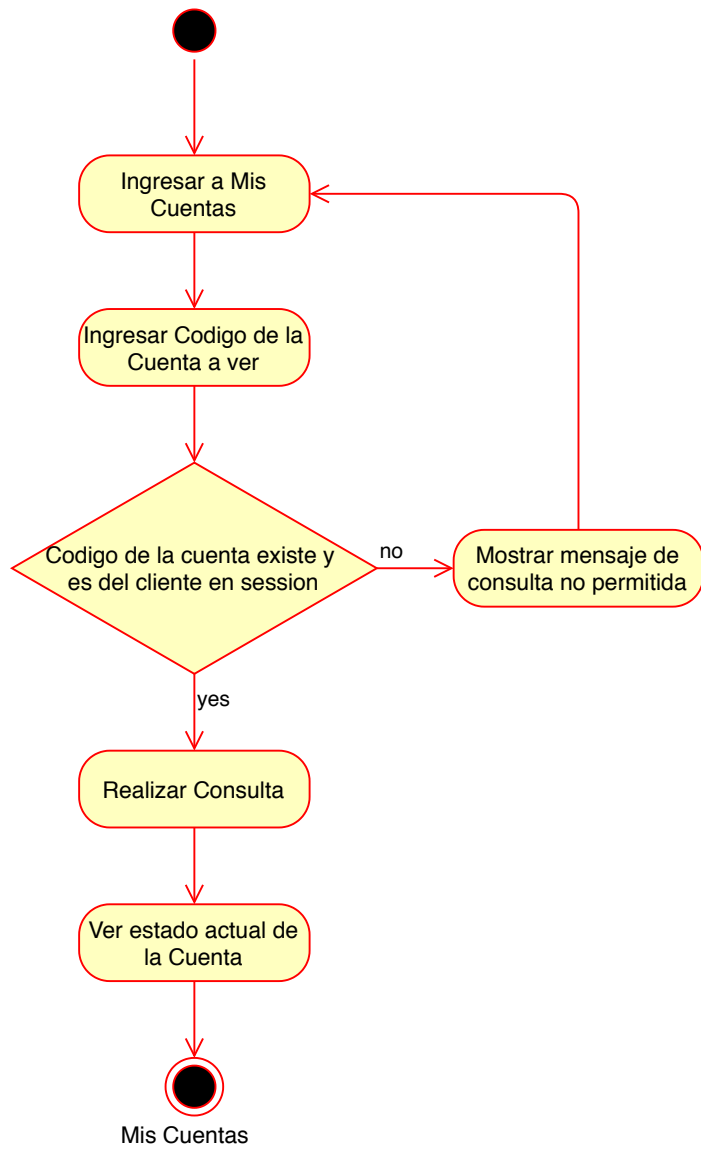 Ingresar a Mis
Cuentas
Ingresar Codigo de la
Cuenta a ver
Codigo de la cuenta existe y
es del cliente en session
no
Mostrar mensaje de
consulta no permitida
yes
Realizar Consulta
Ver estado actual de
la Cuenta
Mis Cuentas